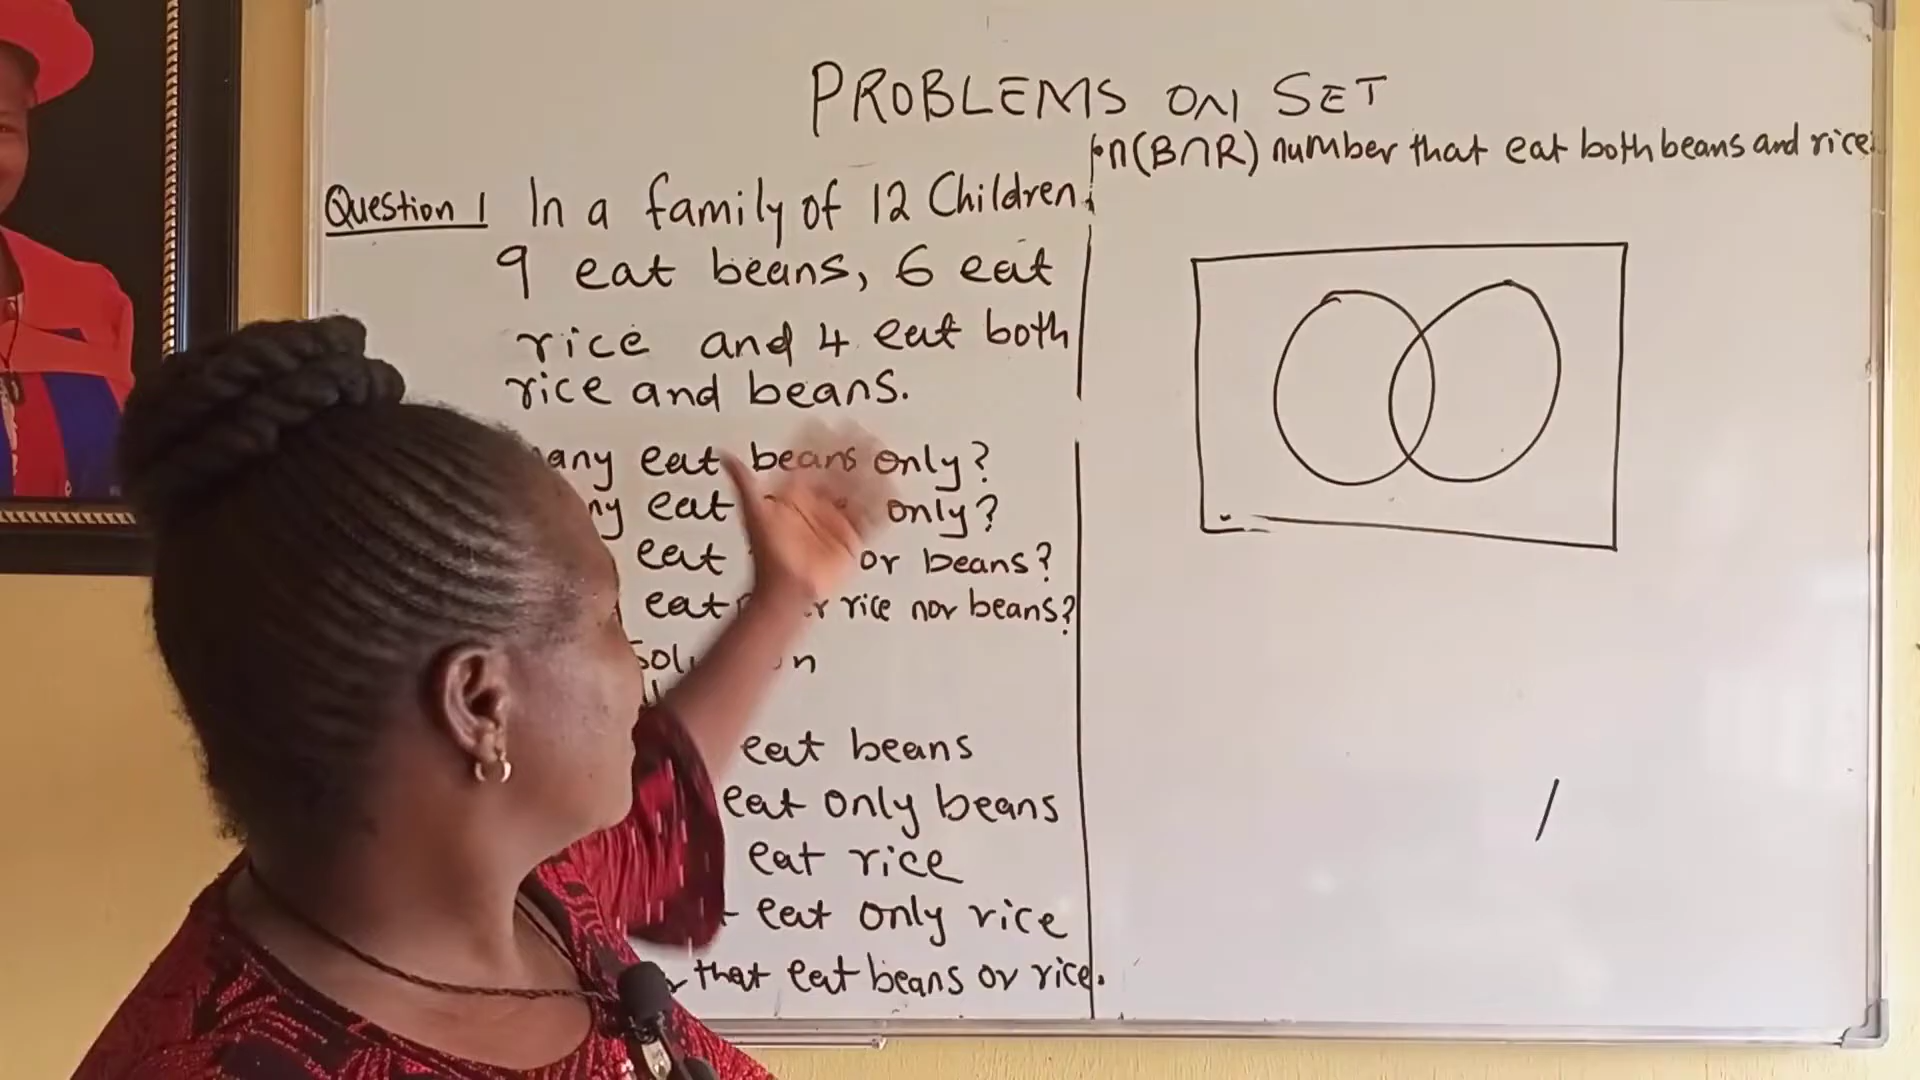 PROBLEMS ON SET
n(B∩R) number that eat both beans and rice.
Question 1 In a family of 12 Children,
9 eat beans, 6 eat
rice and 4 eat both
rice and beans.
eat beans only?
eat only?
eat or beans?
eat rice nor beans?
eat beans
eat only beans
eat rice
eat only rice
that eat beans or rice.